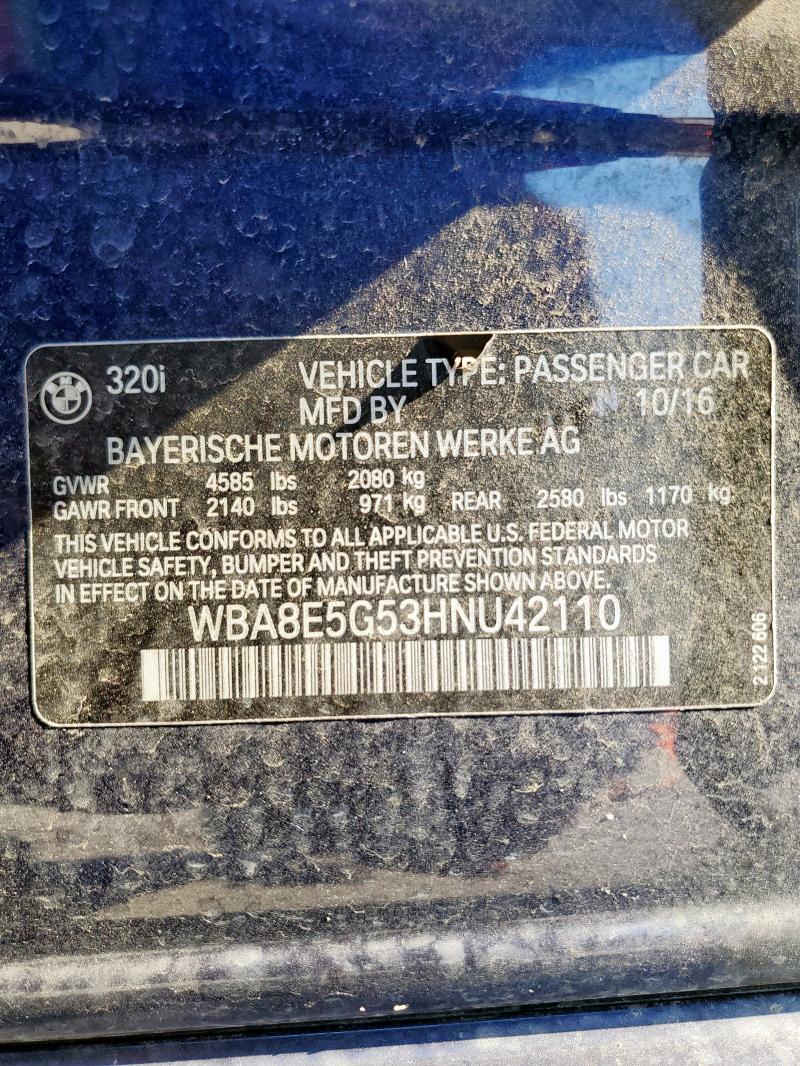 320i VEHICLE TYPE: PASSENGER CAR
MFD BY 10/16
BAYERISCHE MOTOREN WERKE AG
GVWR 4585 lbs 2080 kg
GAWR FRONT 2140 lbs 971 kg REAR 2580 lbs 1170 kg
THIS VEHICLE CONFORMS TO ALL APPLICABLE U.S. FEDERAL MOTOR
VEHICLE SAFETY, BUMPER AND THEFT PREVENTION STANDARDS
IN EFFECT ON THE DATE OF MANUFACTURE SHOWN ABOVE.
WBA8E5G53HNU42110
2 122 606